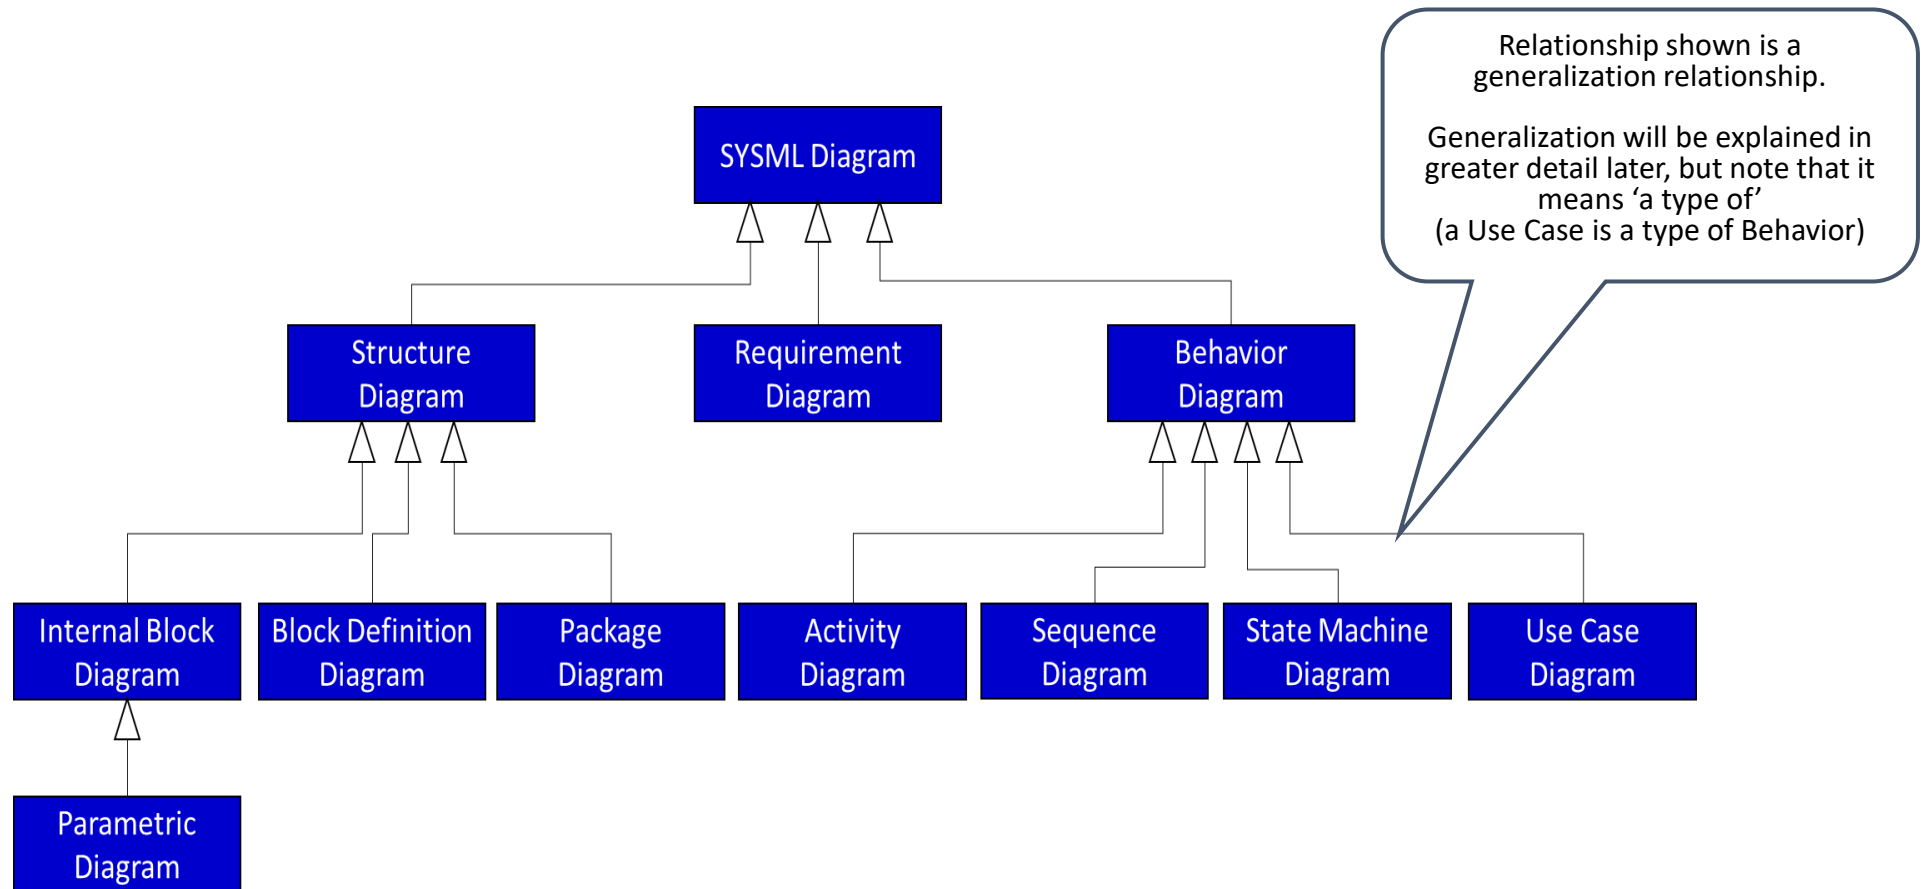 Relationship shown is a
generalization relationship.
Generalization will be explained in
greater detail later, but note that it
means ‘a type of’
(a Use Case is a type of Behavior)
SYSML Diagram
Structure
Diagram
Requirement
Diagram
Behavior
Diagram
Internal Block
Diagram
Block Definition
Diagram
Package
Diagram
Activity
Diagram
Sequence
Diagram
State Machine
Diagram
Use Case
Diagram
Parametric
Diagram